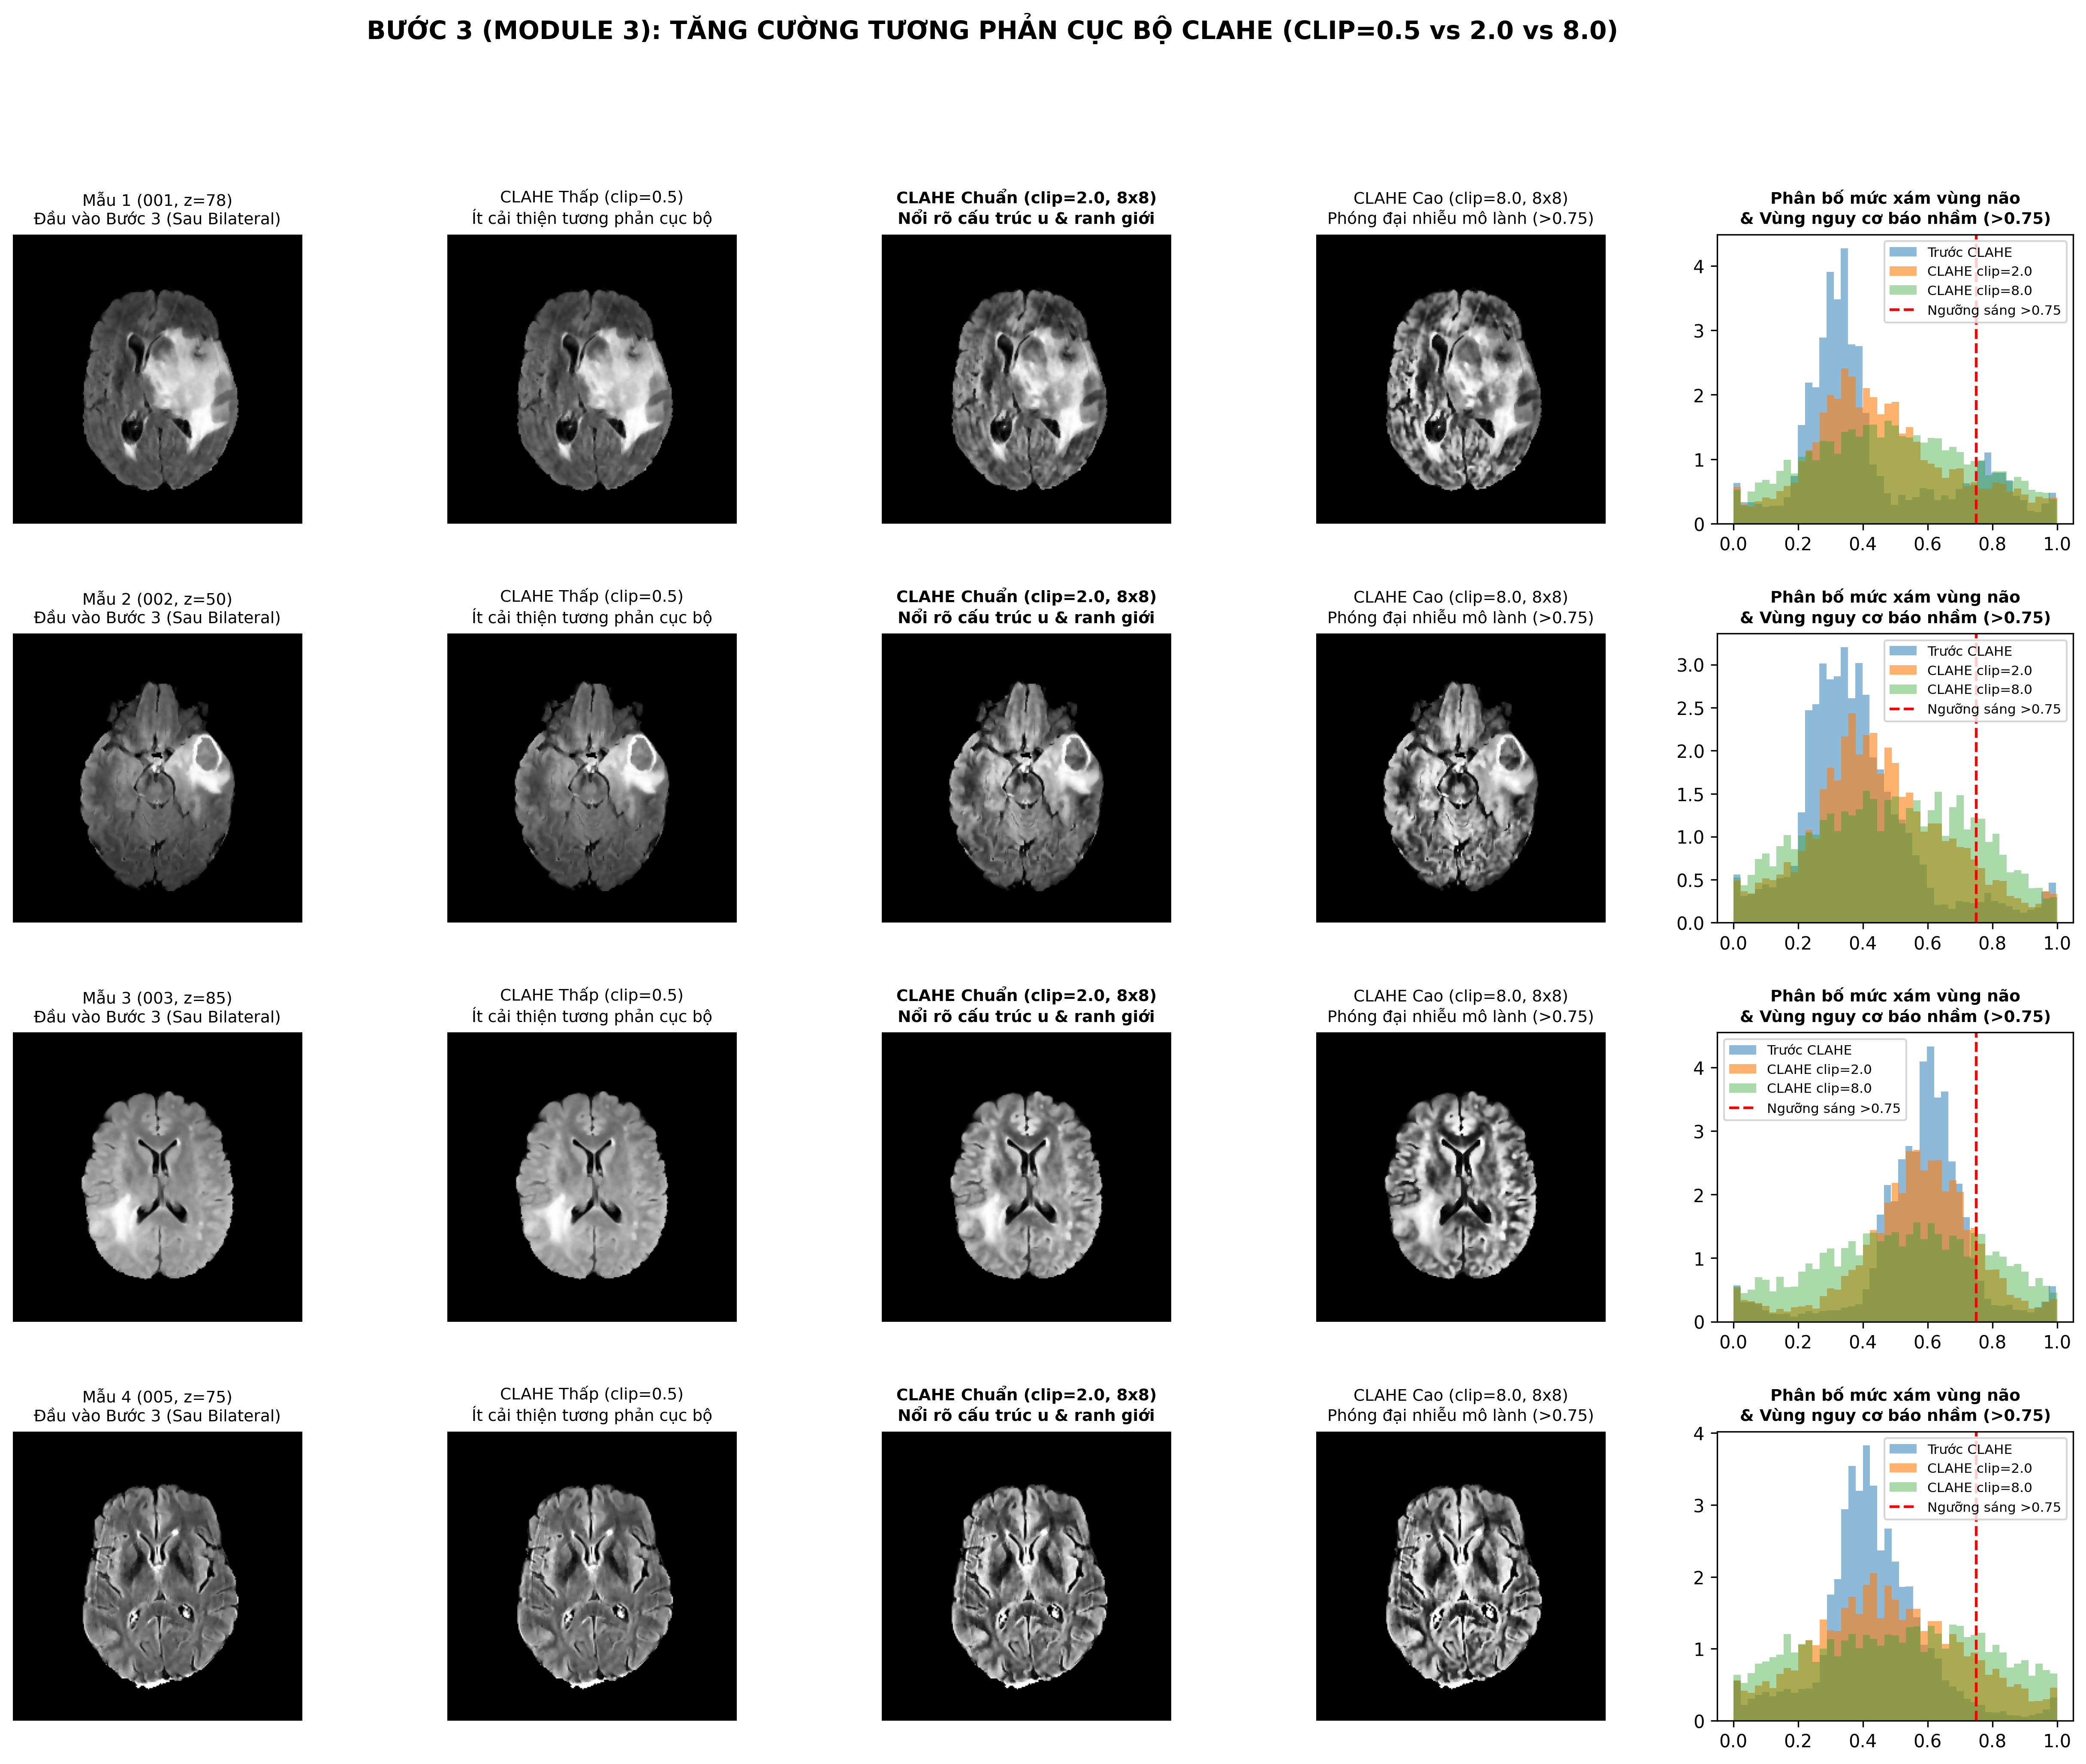 BƯỚC 3 (MODULE 3): TĂNG CƯỜNG TƯƠNG PHẢN CỤC BỘ CLAHE (CLIP=0.5 vs 2.0 vs 8.0)
Mẫu 1 (001, z=78)
Đầu vào Bước 3 (Sau Bilateral)
CLAHE Thấp (clip=0.5)
Ít cải thiện tương phản cục bộ
CLAHE Chuẩn (clip=2.0, 8x8)
Nổi rõ cấu trúc u & ranh giới
CLAHE Cao (clip=8.0, 8x8)
Phóng đại nhiễu mô lành (>0.75)
Phân bố mức xám vùng não
& Vùng nguy cơ báo nhầm (>0.75)
Trước CLAHE
CLAHE clip=2.0
CLAHE clip=8.0
Ngưỡng sáng >0.75
4
3
2
1
0
0.0 0.2 0.4 0.6 0.8 1.0
Mẫu 2 (002, z=50)
Đầu vào Bước 3 (Sau Bilateral)
CLAHE Thấp (clip=0.5)
Ít cải thiện tương phản cục bộ
CLAHE Chuẩn (clip=2.0, 8x8)
Nổi rõ cấu trúc u & ranh giới
CLAHE Cao (clip=8.0, 8x8)
Phóng đại nhiễu mô lành (>0.75)
Phân bố mức xám vùng não
& Vùng nguy cơ báo nhầm (>0.75)
Trước CLAHE
CLAHE clip=2.0
CLAHE clip=8.0
Ngưỡng sáng >0.75
3.0
2.5
2.0
1.5
1.0
0.5
0.0
0.0 0.2 0.4 0.6 0.8 1.0
Mẫu 3 (003, z=85)
Đầu vào Bước 3 (Sau Bilateral)
CLAHE Thấp (clip=0.5)
Ít cải thiện tương phản cục bộ
CLAHE Chuẩn (clip=2.0, 8x8)
Nổi rõ cấu trúc u & ranh giới
CLAHE Cao (clip=8.0, 8x8)
Phóng đại nhiễu mô lành (>0.75)
Phân bố mức xám vùng não
& Vùng nguy cơ báo nhầm (>0.75)
Trước CLAHE
CLAHE clip=2.0
CLAHE clip=8.0
Ngưỡng sáng >0.75
4
3
2
1
0
0.0 0.2 0.4 0.6 0.8 1.0
Mẫu 4 (005, z=75)
Đầu vào Bước 3 (Sau Bilateral)
CLAHE Thấp (clip=0.5)
Ít cải thiện tương phản cục bộ
CLAHE Chuẩn (clip=2.0, 8x8)
Nổi rõ cấu trúc u & ranh giới
CLAHE Cao (clip=8.0, 8x8)
Phóng đại nhiễu mô lành (>0.75)
Phân bố mức xám vùng não
& Vùng nguy cơ báo nhầm (>0.75)
Trước CLAHE
CLAHE clip=2.0
CLAHE clip=8.0
Ngưỡng sáng >0.75
4
3
2
1
0
0.0 0.2 0.4 0.6 0.8 1.0